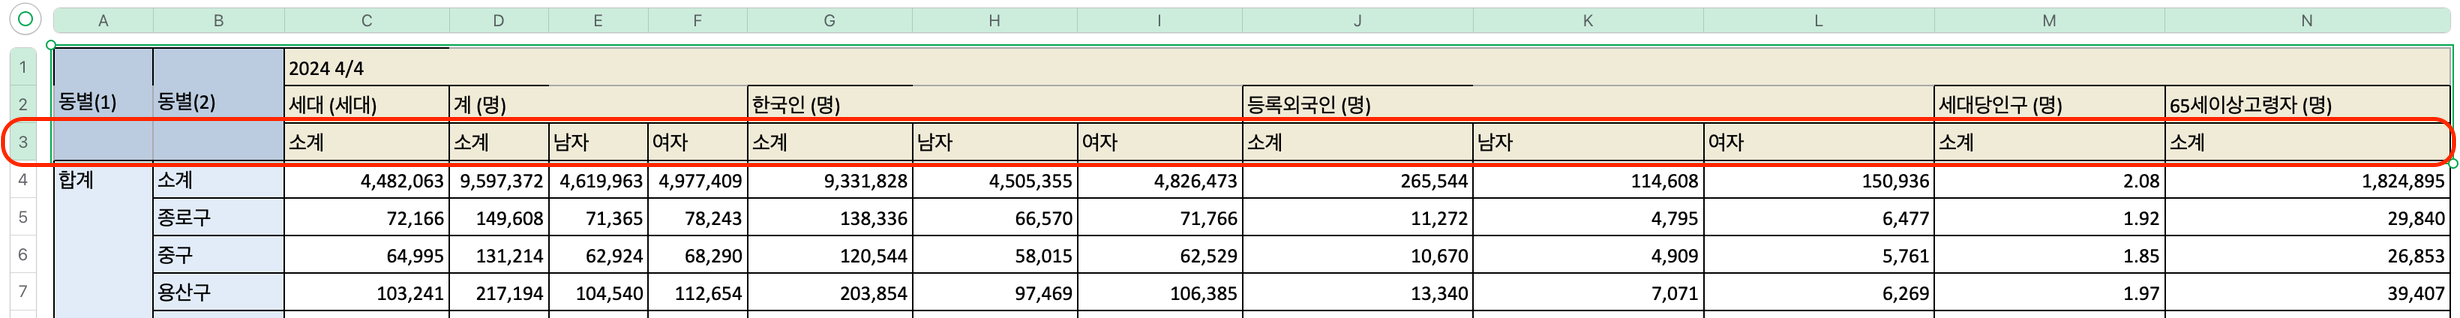 A B C D E F G H I J K L M N
1 2024 4/4
2 동별(1) 동별(2) 세대 (세대) 계 (명) 한국인 (명) 등록외국인 (명) 세대당인구 (명) 65세이상고령자 (명)
3 소계 소계 남자 여자 소계 남자 여자 소계 남자 여자 소계 소계
4 합계 소계 4,482,063 9,597,372 4,619,963 4,977,409 9,331,828 4,505,355 4,826,473 265,544 114,608 150,936 2.08 1,824,895
5 종로구 72,166 149,608 71,365 78,243 138,336 66,570 71,766 11,272 4,795 6,477 1.92 29,840
6 중구 64,995 131,214 62,924 68,290 120,544 58,015 62,529 10,670 4,909 5,761 1.85 26,853
7 용산구 103,241 217,194 104,540 112,654 203,854 97,469 106,385 13,340 7,071 6,269 1.97 39,407